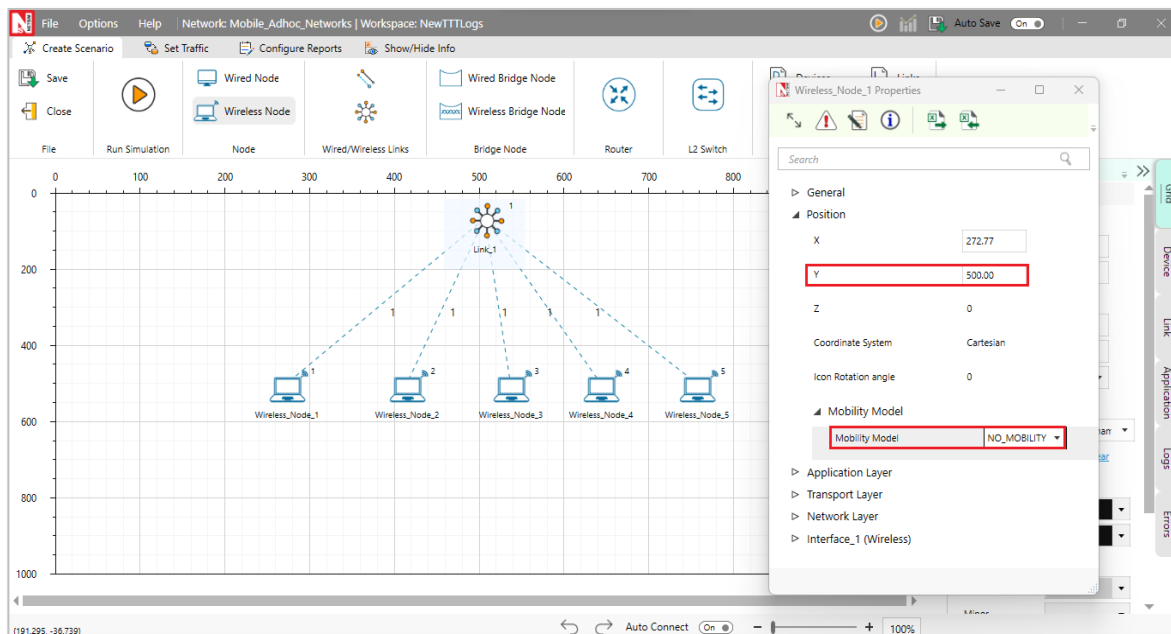 File Options Help Network: Mobile_Adhoc_Networks | Workspace: NewTTTLogs Auto Save On
Create Scenario Set Traffic Configure Reports Show/Hide Info
Save Wired Node Wired Bridge Node
Close Wireless Node Wireless Bridge Node
File Run Simulation Node Wired/Wireless Links Bridge Node Router L2 Switch
0 100 200 300 400 500 600 700 800
0
200
400
600
800
1000
1
Link_1
1 1 1 1 1
1 2 3 4 5
Wireless_Node_1 Wireless_Node_2 Wireless_Node_3 Wireless_Node_4 Wireless_Node_5
Wireless_Node_1 Properties
Search
General
Position
X 272.77
Y 500.00
Z 0
Coordinate System Cartesian
Icon Rotation angle 0
Mobility Model
Mobility Model NO_MOBILITY
Application Layer
Transport Layer
Network Layer
Interface_1 (Wireless)
Grid
Device
Link
Application
Logs
Errors
(191.295, -36.739) Auto Connect On 100%